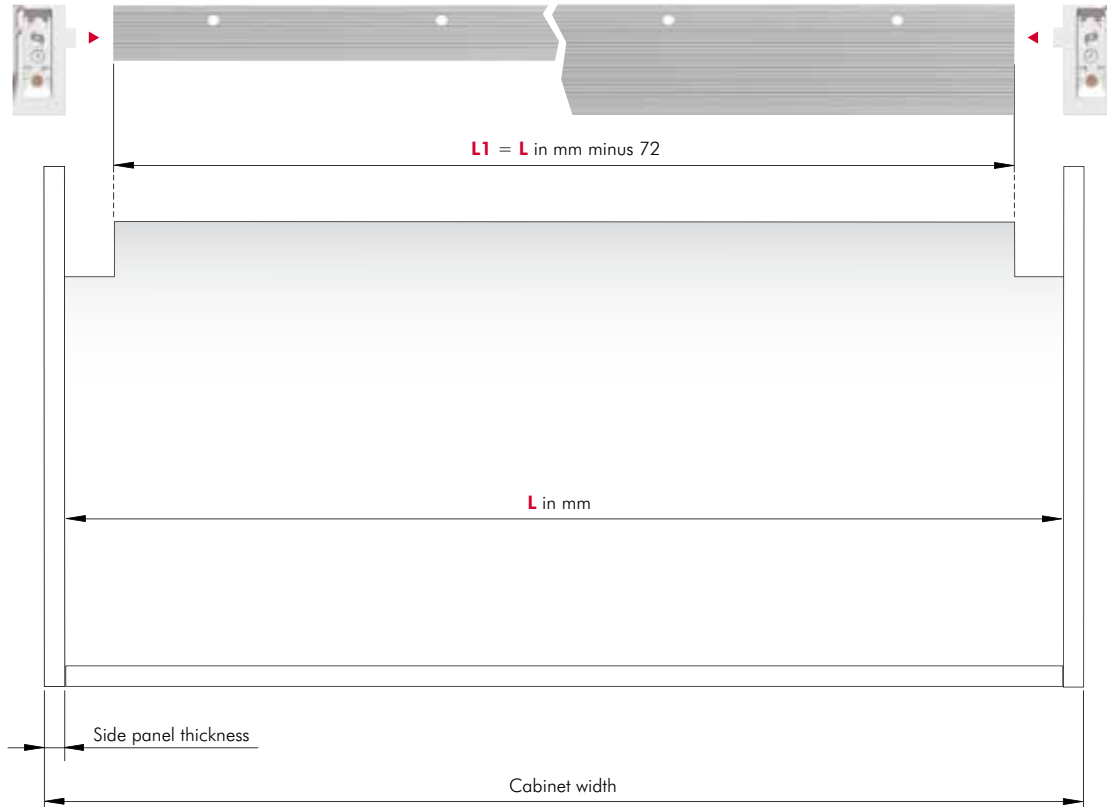 L1 = L in mm minus 72
L in mm
Side panel thickness
Cabinet width